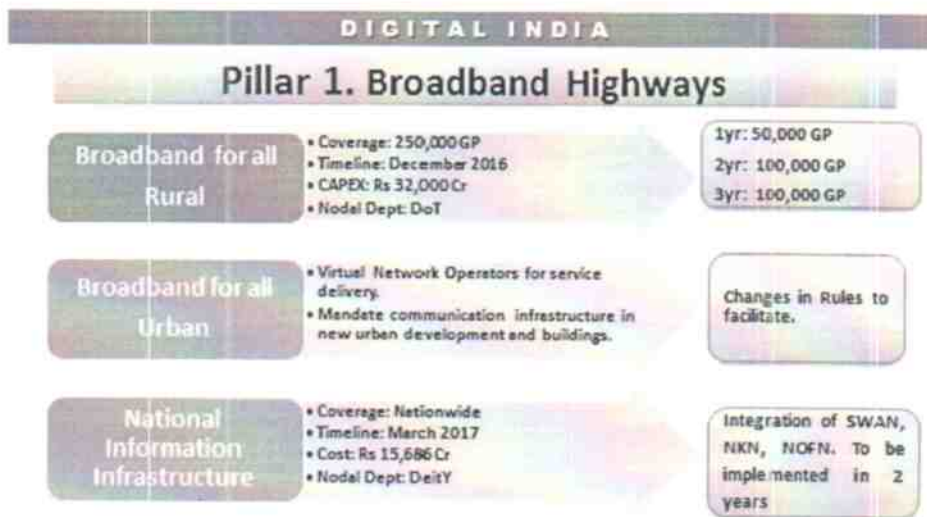 DIGITAL INDIA
Pillar 1. Broadband Highways
Broadband for all
Rural
• Coverage: 250,000 GP
• Timeline: December 2016
• CAPEX: Rs 32,000 Cr
• Nodal Dept: DoT
1yr: 50,000 GP
2yr: 100,000 GP
3yr: 100,000 GP
Broadband for all
Urban
• Virtual Network Operators for service
delivery.
• Mandate communication infrastructure in
new urban development and buildings.
Changes in Rules to
facilitate.
National
Information
Infrastructure
• Coverage: Nationwide
• Timeline: March 2017
• Cost: Rs 15,686 Cr
• Nodal Dept: DeitY
Integration of SWAN,
NKN, NOFN. To be
implemented in 2
years